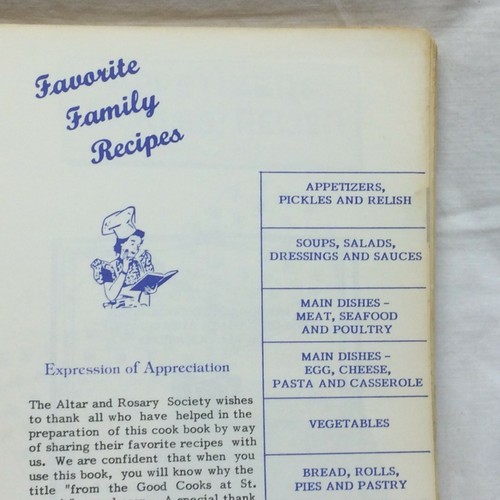 Favorite
Family
Recipes
APPETIZERS,
PICKLES AND RELISH
SOUPS, SALADS,
DRESSINGS AND SAUCES
MAIN DISHES –
MEAT, SEAFOOD
AND POULTRY
MAIN DISHES –
EGG, CHEESE,
PASTA AND CASSEROLE
VEGETABLES
BREAD, ROLLS,
PIES AND PASTRY
Expression of Appreciation
The Altar and Rosary Society wishes
to thank all who have helped in the
preparation of this cook book by way
of sharing their favorite recipes with
us. We are confident that when you
use this book, you will know why the
title "from the Good Cooks at St.
A special thank